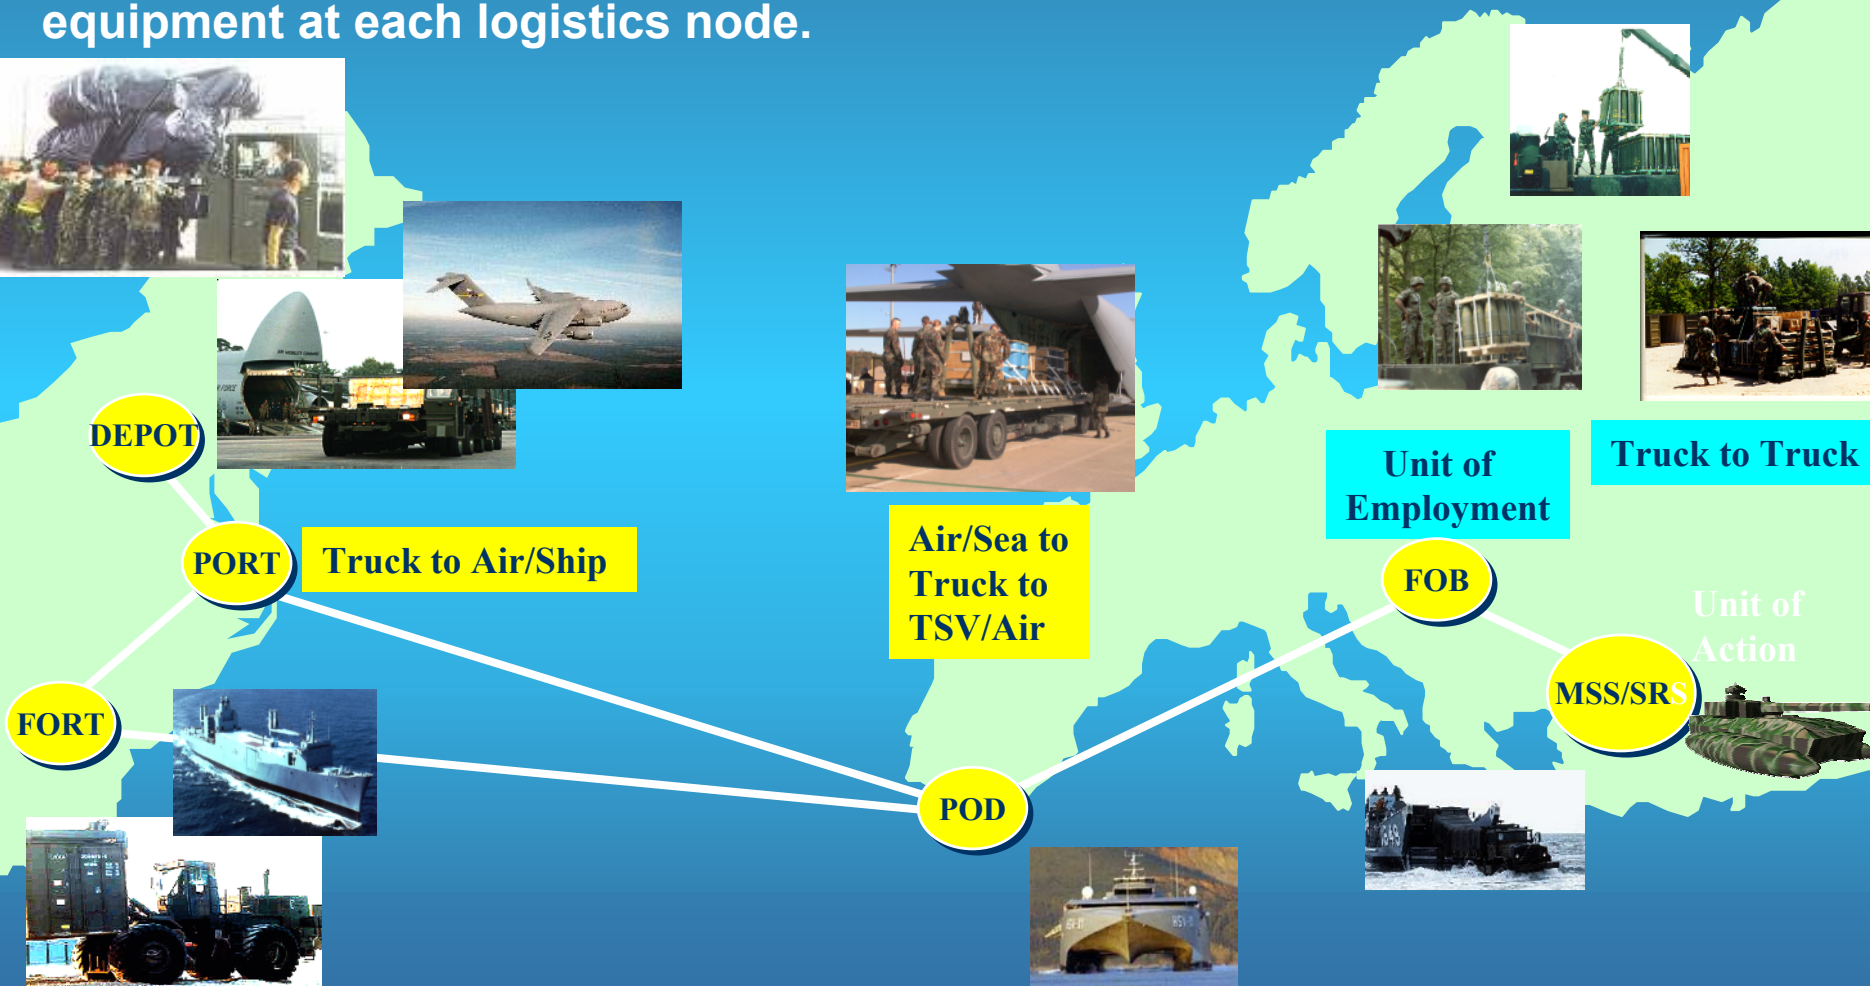 equipment at each logistics node.
DEPOT
PORT
Truck to Air/Ship
FORT
Air/Sea to
Truck to
TSV/Air
POD
Unit of
Employment
FOB
Truck to Truck
Unit of
Action
MSS/SRS